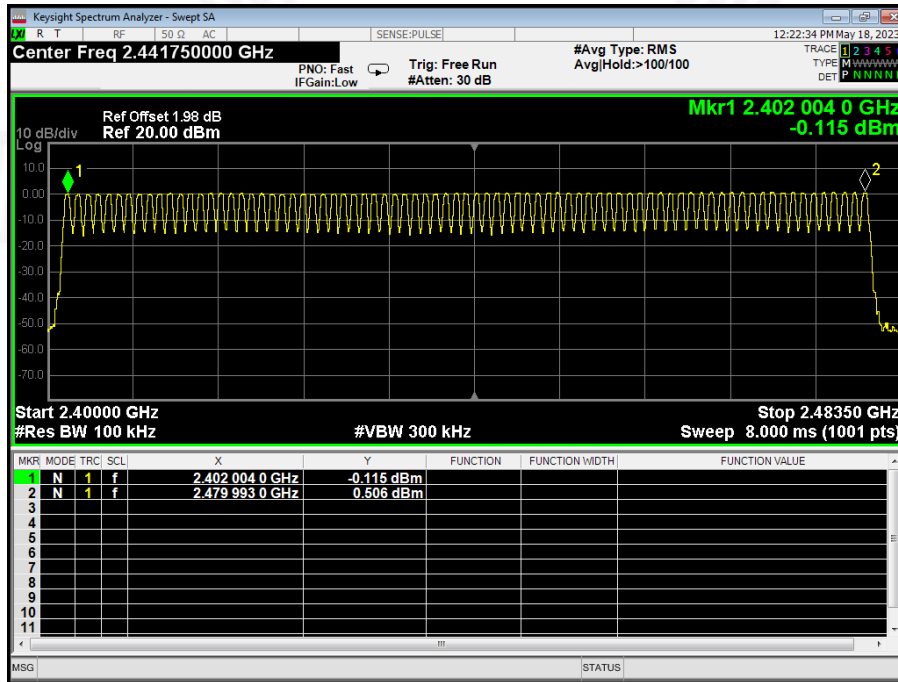 Keysight Spectrum Analyzer - Swept SA
LXI R T RF 50 Ω AC SENSE:PULSE 12:22:34 PM May 18, 2023
Center Freq 2.441750000 GHz
PNO: Fast
IFGain:Low
Trig: Free Run
#Atten: 30 dB
#Avg Type: RMS
Avg|Hold:>100/100
TRACE 1 2 3 4 5
TYPE M W W W W W
DET P N N N N
Mkr1 2.402 004 0 GHz
-0.115 dBm
Ref Offset 1.98 dB
10 dB/div Ref 20.00 dBm
Log
1
2
10.0
0.00
-10.0
-20.0
-30.0
-40.0
-50.0
-60.0
-70.0
Start 2.40000 GHz Stop 2.48350 GHz
#Res BW 100 kHz #VBW 300 kHz Sweep 8.000 ms (1001 pts)
MKR MODE TRC SCL X Y FUNCTION FUNCTION WIDTH FUNCTION VALUE
1 N 1 f 2.402 004 0 GHz -0.115 dBm
2 N 1 f 2.479 993 0 GHz 0.506 dBm
3
4
5
6
7
8
9
10
11
MSG STATUS